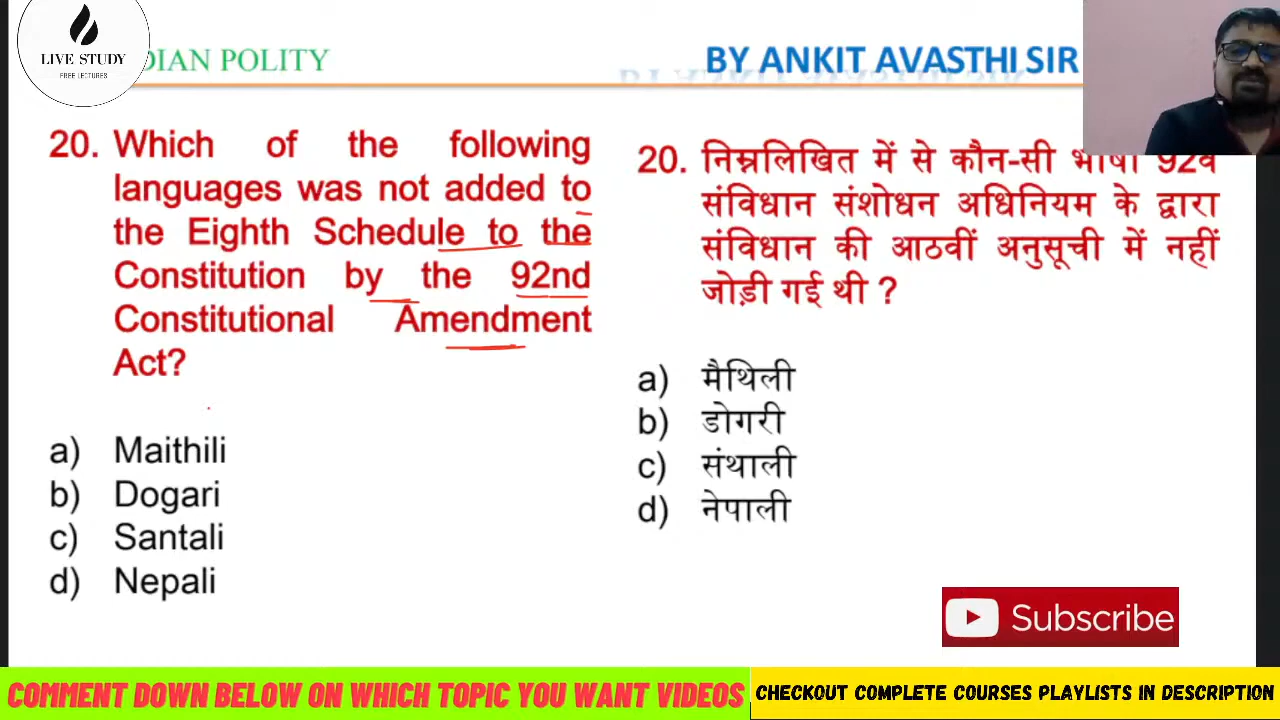 LIVE STUDY
FREE LECTURES
DIAN POLITY
BY ANKIT AVASTHI SIR
20. Which of the following
languages was not added to
the Eighth Schedule to the
Constitution by the 92nd
Constitutional Amendment
Act?
a) Maithili
b) Dogari
c) Santali
d) Nepali
20. निम्नलिखित में से कौन-सी भाषा 92वें
संविधान संशोधन अधिनियम के द्वारा
संविधान की आठवीं अनुसूची में नहीं
जोड़ी गई थी ?
a) मैथिली
b) डोगरी
c) संथाली
d) नेपाली
Subscribe
COMMENT DOWN BELOW ON WHICH TOPIC YOU WANT VIDEOS
CHECKOUT COMPLETE COURSES PLAYLISTS IN DESCRIPTION